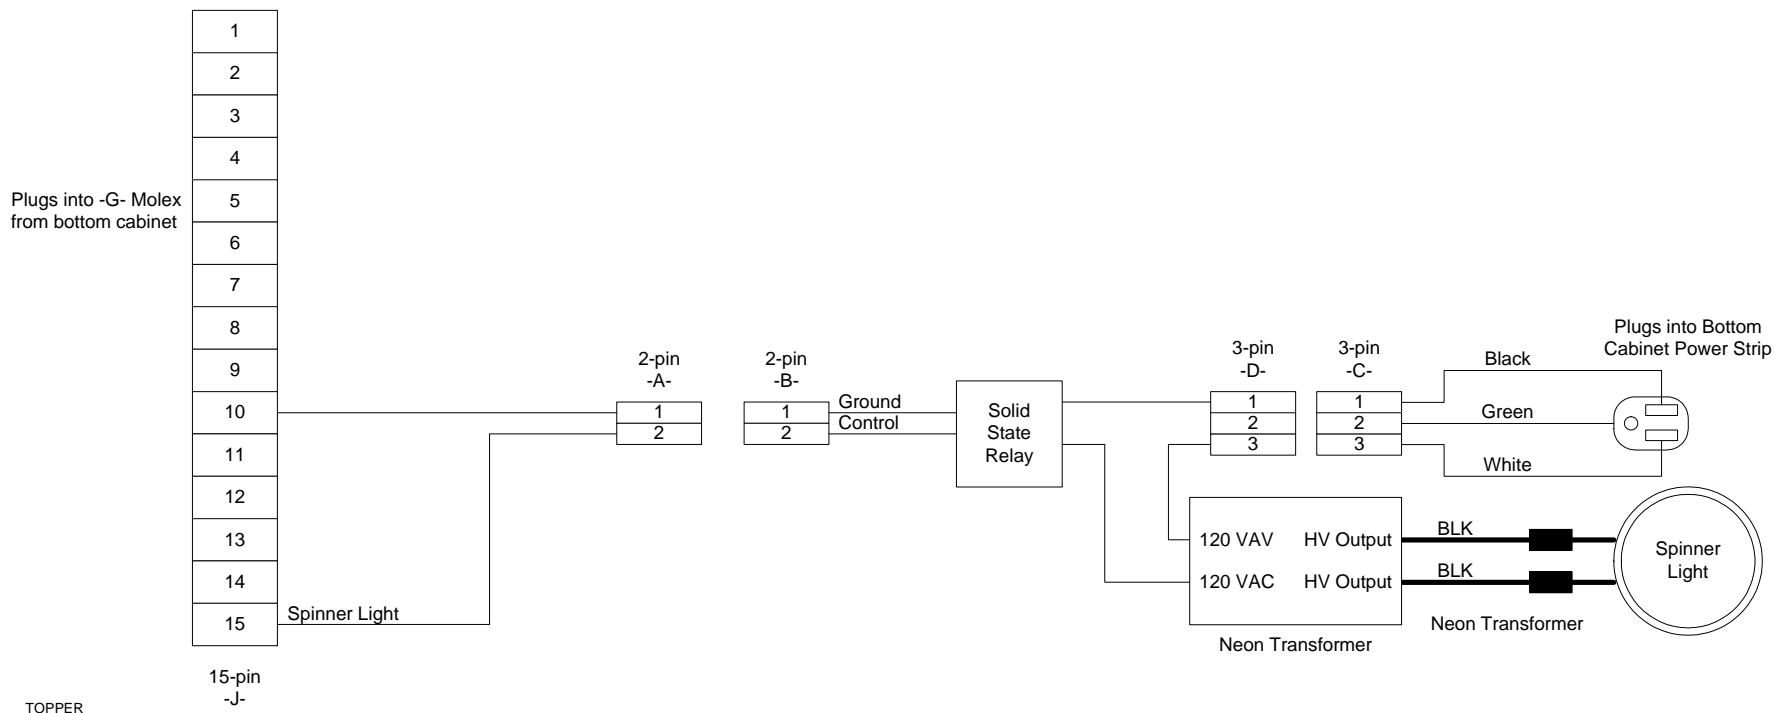 Plugs into -G- Molex
from bottom cabinet
1
2
3
4
5
6
7
8
9
10
11
12
13
14
15
Spinner Light
15-pin
-J-
TOPPER
2-pin
-A-
1
2
2-pin
-B-
1
2
Ground
Control
Solid
State
Relay
3-pin
-D-
1
2
3
3-pin
-C-
1
2
3
Black
Green
White
Plugs into Bottom
Cabinet Power Strip
120 VAV HV Output
120 VAC HV Output
Neon Transformer
BLK
BLK
Neon Transformer
Spinner
Light